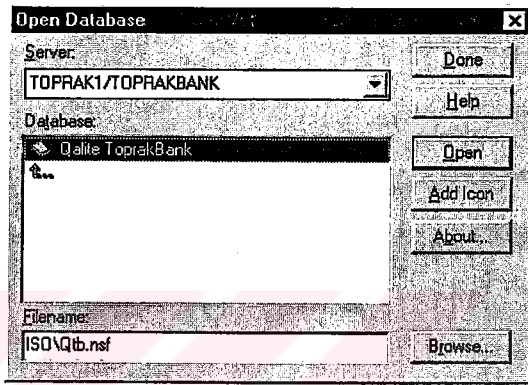 Open Database
Server:
TOPRAK1/TOPRAKBANK
Done
Help
Database:
Qalite ToprakBank
Open
Add Icon
About...
Filename:
ISO\Qtb.nsf
Browse...